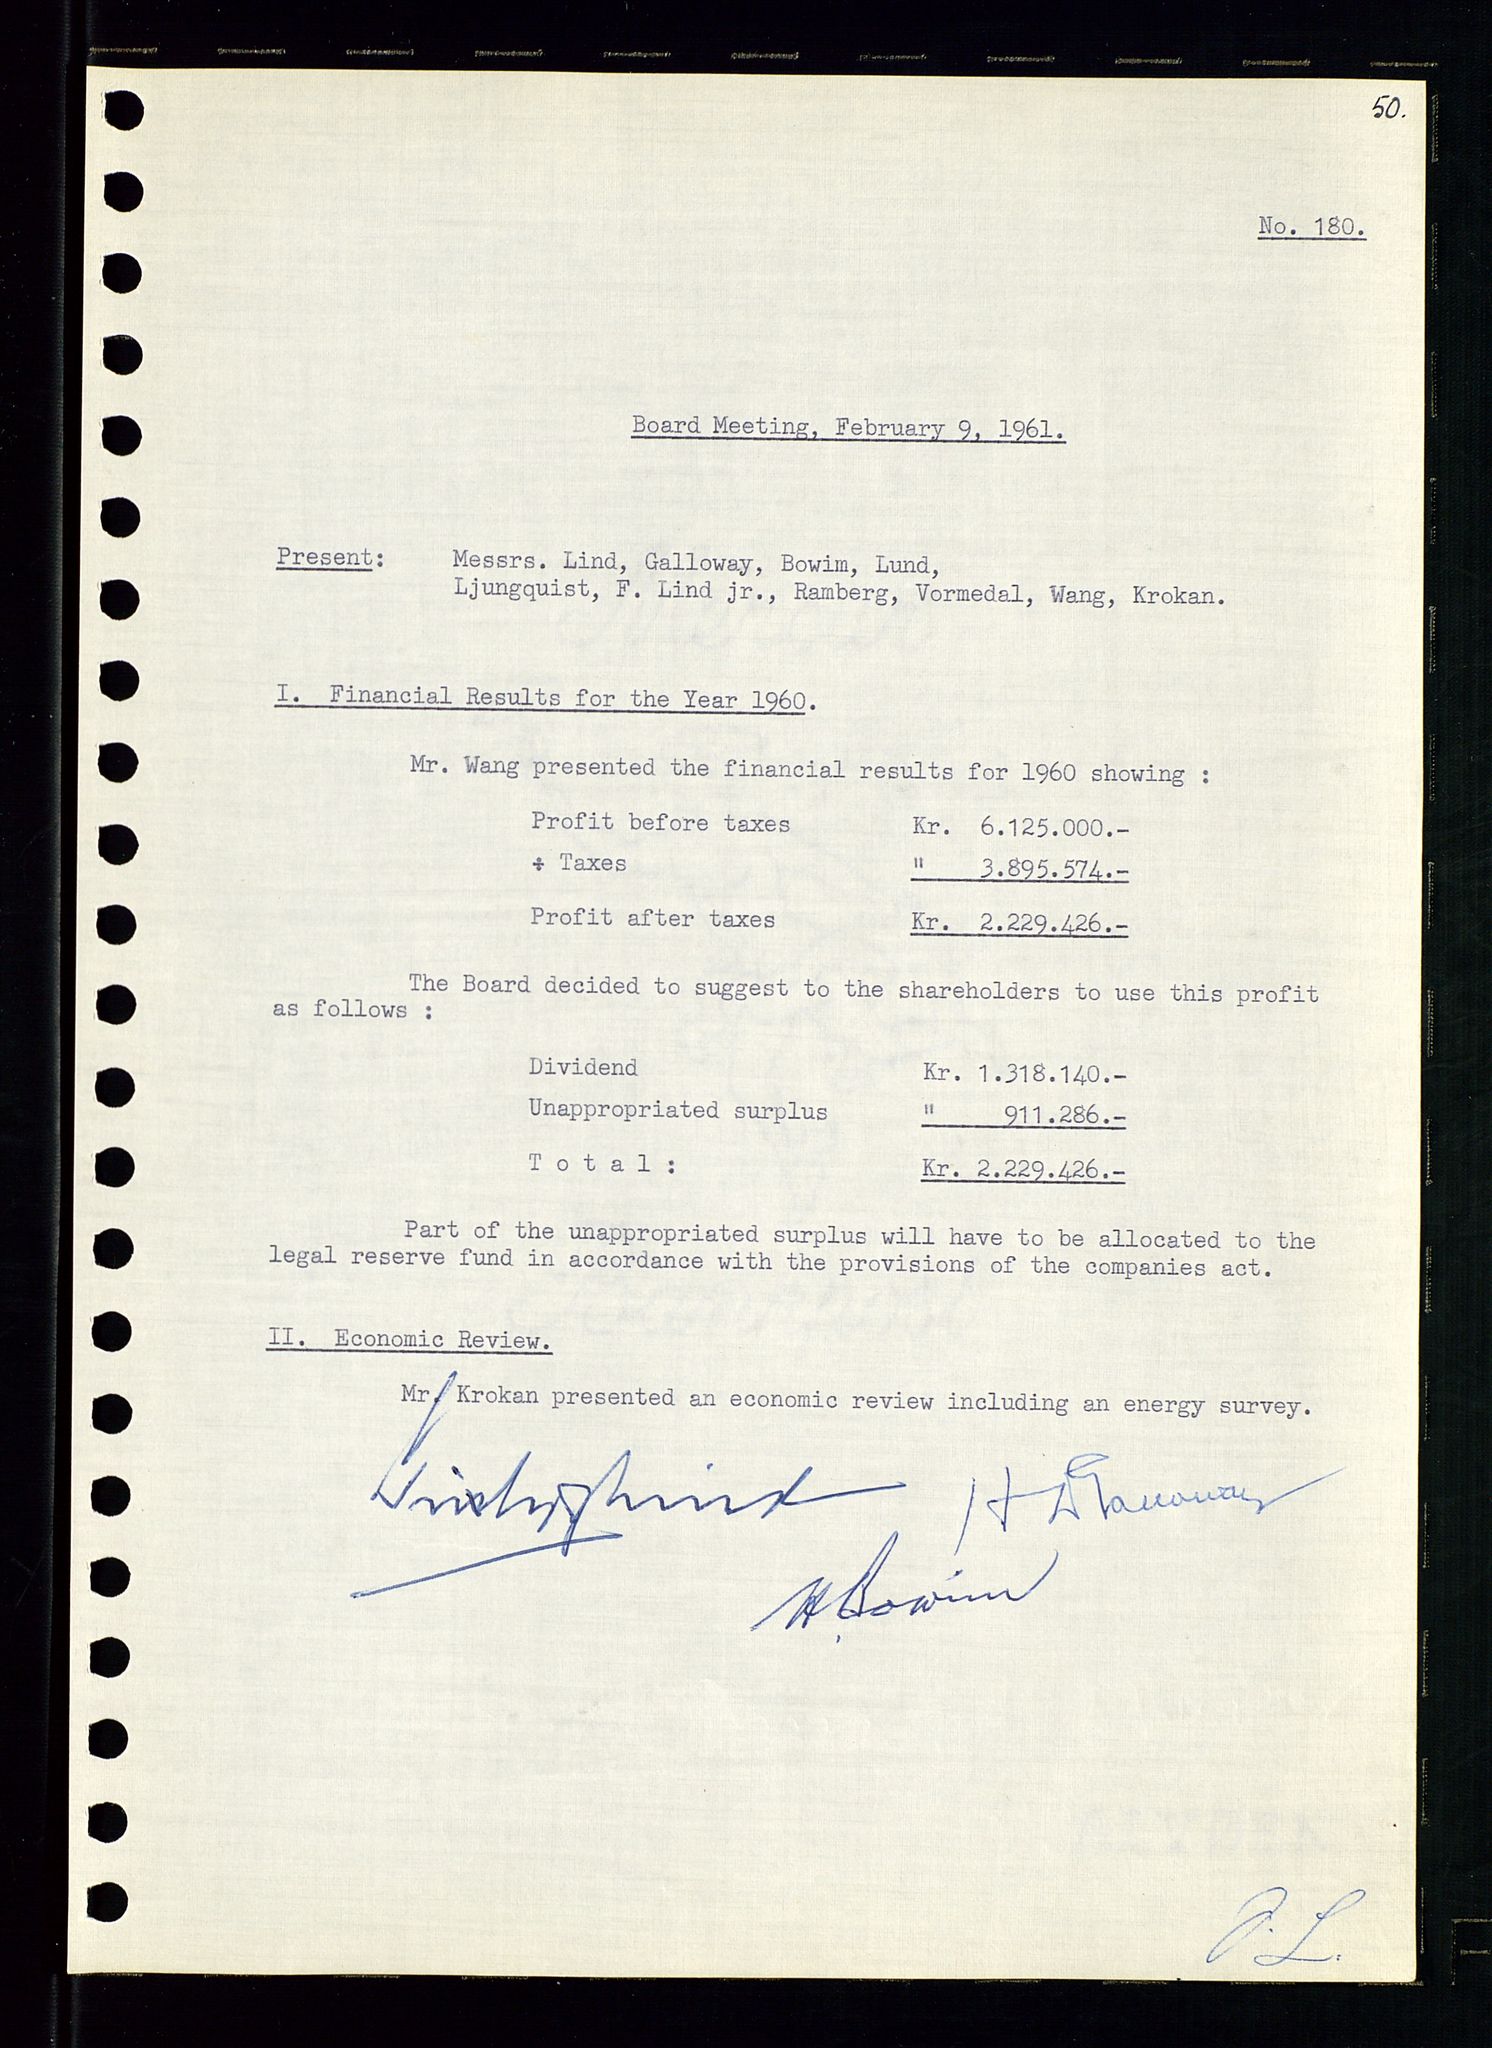 50.
No. 180.
Board Meeting, February 9, 1961.
Present: Messrs. Lind, Galloway, Bowim, Lund,
Ljungquist, F. Lind jr., Ramberg, Vormedal, Wang, Krokan.
I. Financial Results for the Year 1960.
Mr. Wang presented the financial results for 1960 showing :
Profit before taxes Kr. 6.125.000.-
÷ Taxes " 3.895.574.-
Profit after taxes Kr. 2.229.426.-
The Board decided to suggest to the shareholders to use this profit
as follows :
Dividend Kr. 1.318.140.-
Unappropriated surplus " 911.286.-
T o t a l : Kr. 2.229.426.-
Part of the unappropriated surplus will have to be allocated to the
legal reserve fund in accordance with the provisions of the companies act.
II. Economic Review.
Mr. Krokan presented an economic review including an energy survey.
H Bowim